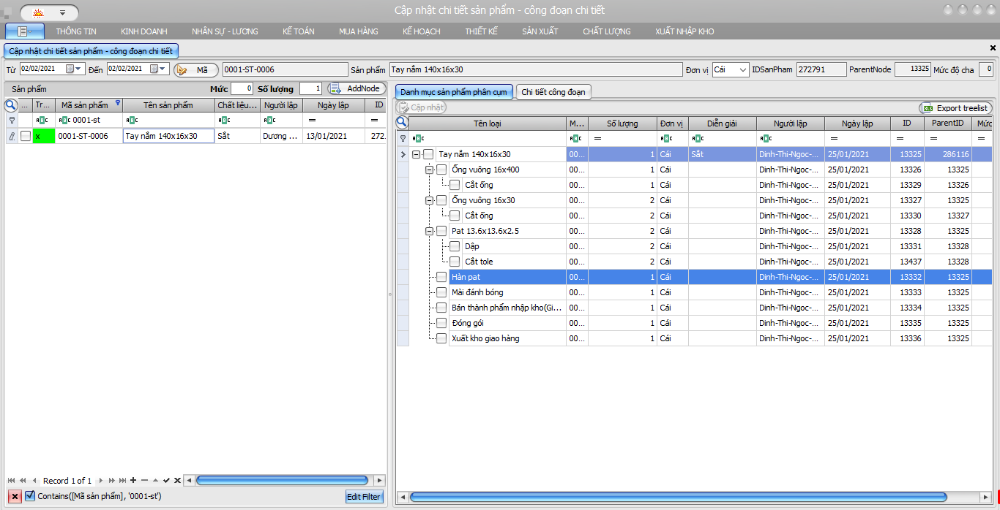 Cập nhật chi tiết sản phẩm - công đoạn chi tiết
THÔNG TIN KINH DOANH NHÂN SỰ - LƯƠNG KẾ TOÁN MUA HÀNG KẾ HOẠCH THIẾT KẾ SẢN XUẤT CHẤT LƯỢNG XUẤT NHẬP KHO
Cập nhật chi tiết sản phẩm - công đoạn chi tiết
Từ 02/02/2021 Đến 02/02/2021 Mã 0001-ST-0006 Sản phẩm Tay nắm 140x16x30 Đơn vị Cái IDSanPham 272791 ParentNode 13325 Mức độ cha 0
Sản phẩm Mức 0 Số lượng 1 AddNode
... Tr... Mã sản phẩm Tên sản phẩm Chất liệu... Người lập Ngày lập ID
0001-st = =
x 0001-ST-0006 Tay nắm 140x16x30 Sắt Dương ... 13/01/2021 272.
Record 1 of 1
Contains([Mã sản phẩm], '0001-st') Edit Filter
Danh mục sản phẩm phân cụm Chi tiết công đoạn
Cập nhật Export treelist
Tên loại M... Số lượng Đơn vị Diễn giải Người lập Ngày lập ID ParentID Mức
= = = = =
Tay nắm 140x16x30 00... 1 Cái Sắt Dinh-Thi-Ngoc-... 25/01/2021 13325 286116
Ống vuông 16x400 00... 1 Cái Dinh-Thi-Ngoc-... 25/01/2021 13326 13325
Cắt ống 00... 1 Cái Dinh-Thi-Ngoc-... 25/01/2021 13329 13326
Ống vuông 16x30 00... 2 Cái Dinh-Thi-Ngoc-... 25/01/2021 13327 13325
Cắt ống 00... 2 Cái Dinh-Thi-Ngoc-... 25/01/2021 13330 13327
Pat 13.6x13.6x2.5 00... 2 Cái Dinh-Thi-Ngoc-... 25/01/2021 13328 13325
Dập 00... 2 Cái Dinh-Thi-Ngoc-... 25/01/2021 13331 13328
Cắt tole 00... 2 Cái Dinh-Thi-Ngoc-... 25/01/2021 13437 13328
Hàn pat 00... 1 Cái Dinh-Thi-Ngoc-... 25/01/2021 13332 13325
Mài đánh bóng 00... 1 Cái Dinh-Thi-Ngoc-... 25/01/2021 13333 13325
Bán thành phẩm nhập kho(Gi... 00... 1 Cái Dinh-Thi-Ngoc-... 25/01/2021 13334 13325
Đóng gói 00... 1 Cái Dinh-Thi-Ngoc-... 25/01/2021 13335 13325
Xuất kho giao hàng 00... 1 Cái Dinh-Thi-Ngoc-... 25/01/2021 13336 13325